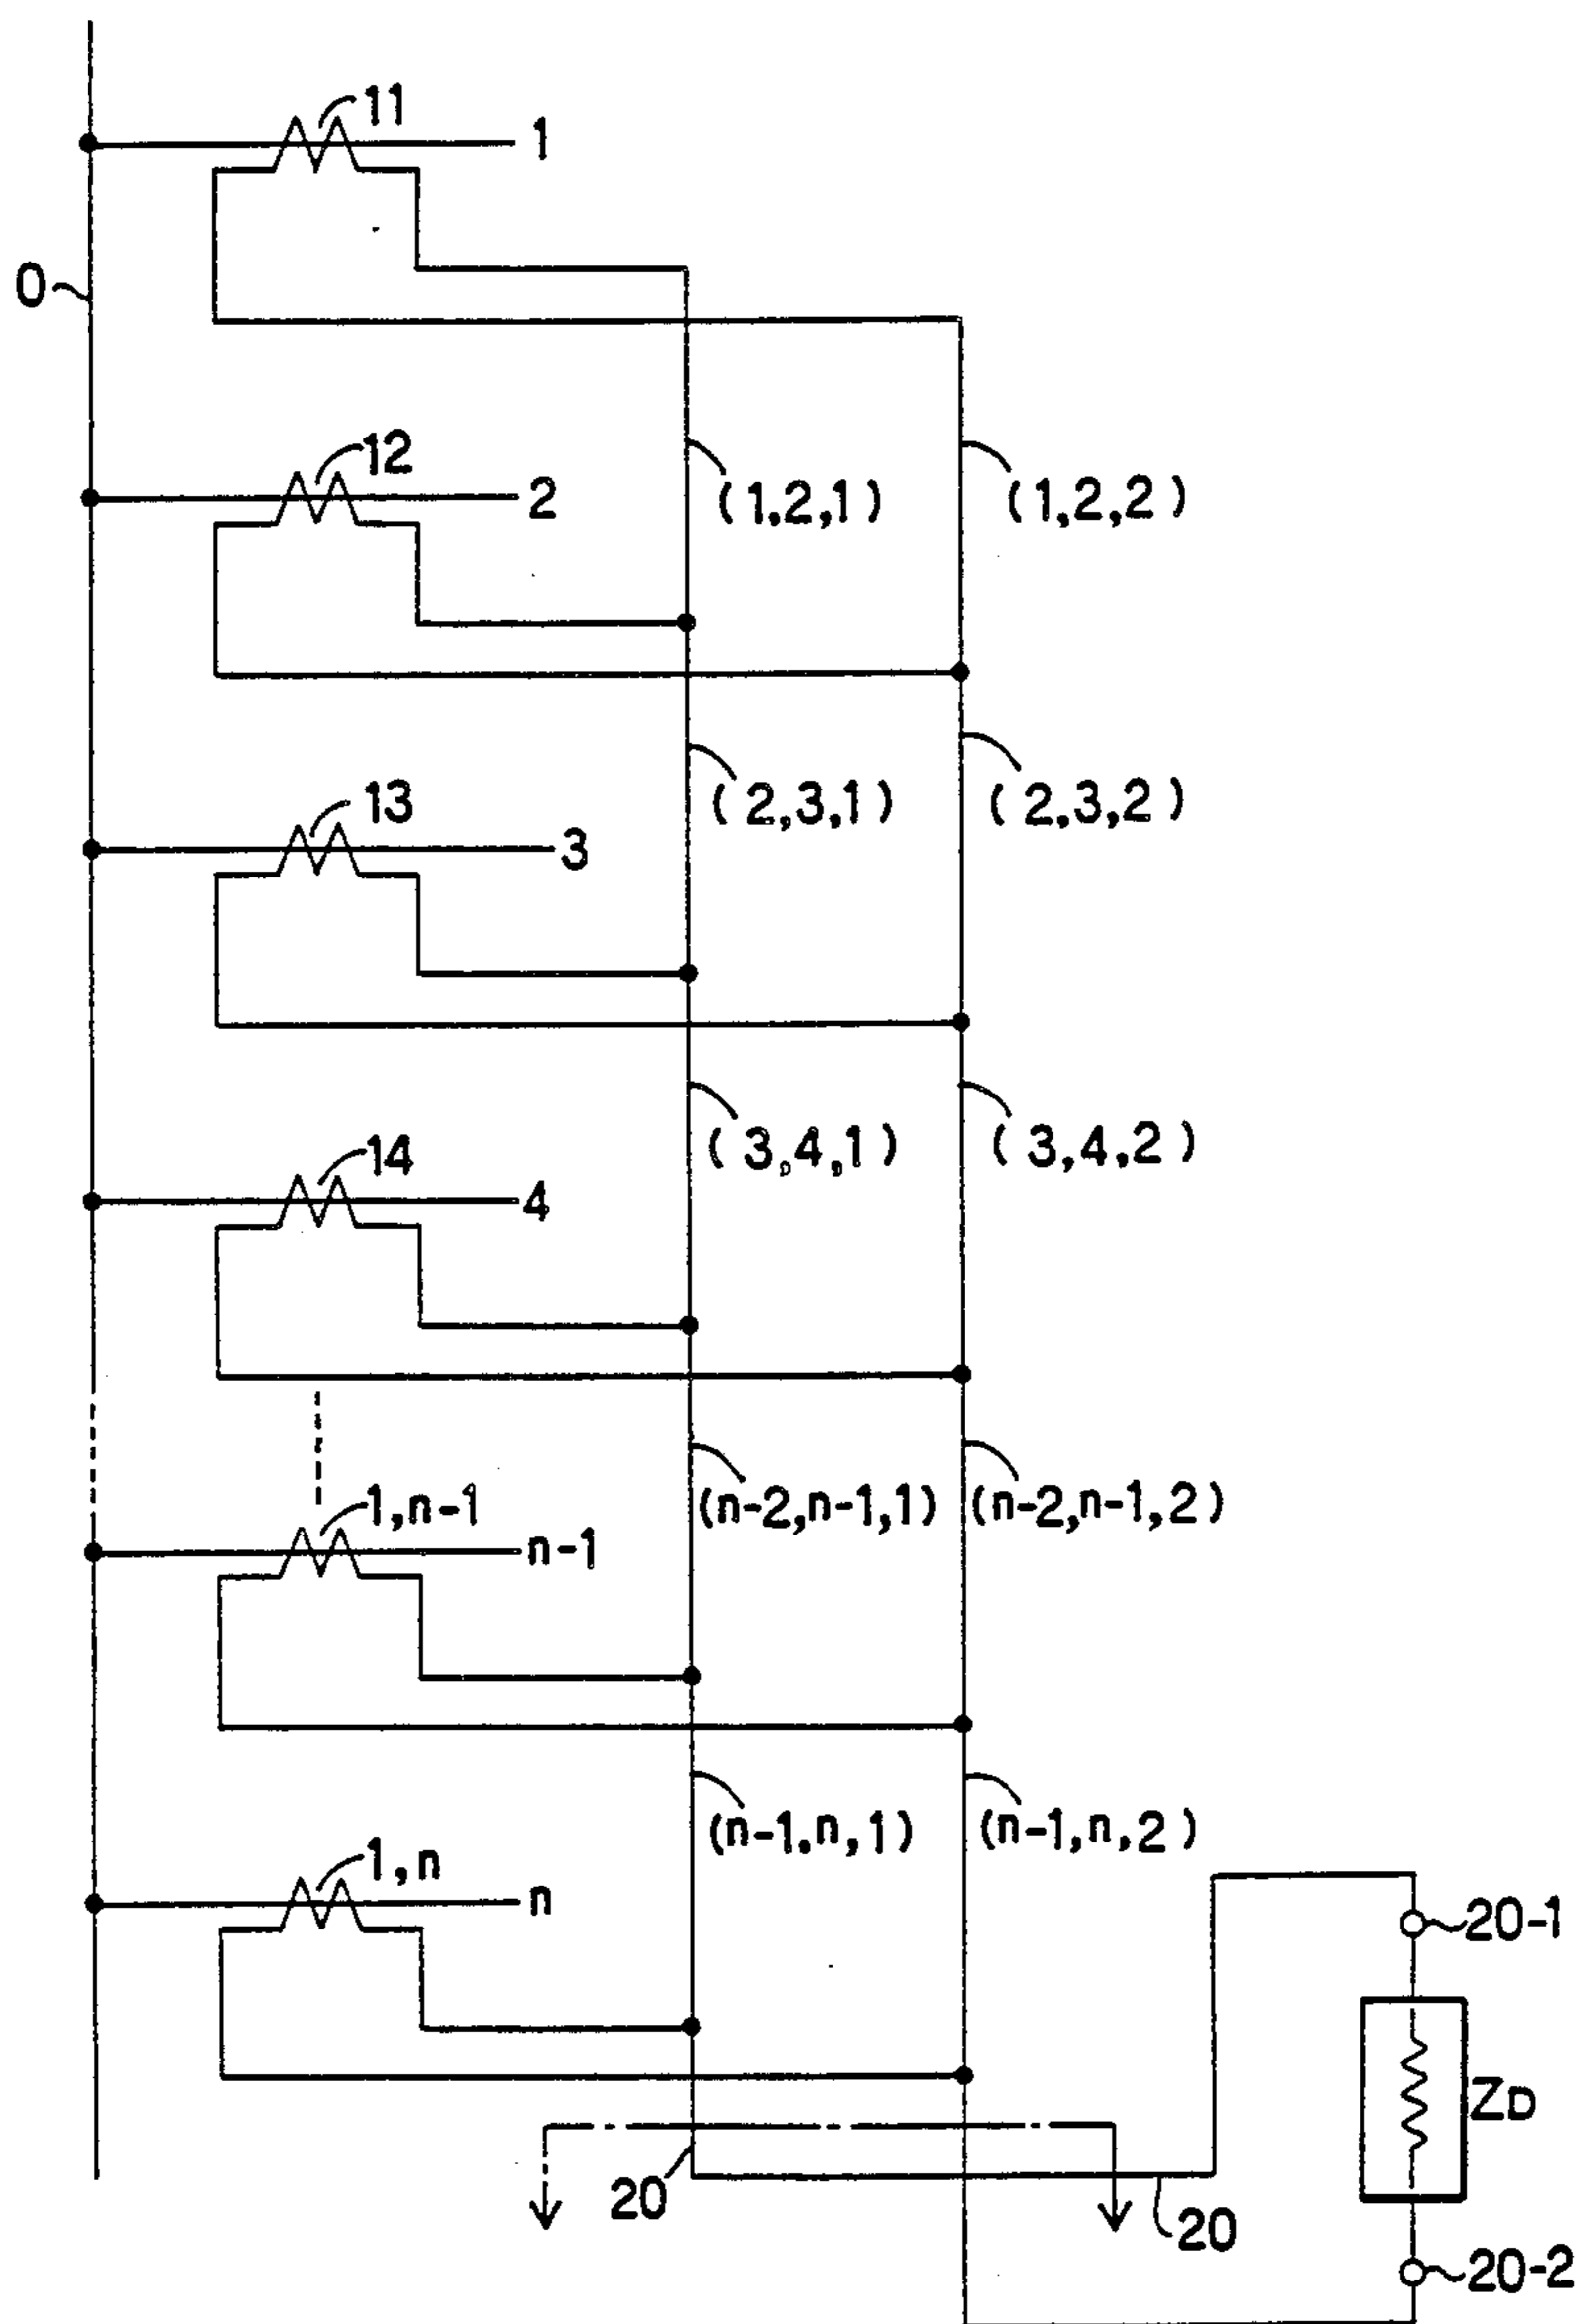 11
1
0
12
2
(1,2,1)
(1,2,2)
13
3
(2,3,1)
(2,3,2)
14
4
(3,4,1)
(3,4,2)
1,n-1
n-1
(n-2,n-1,1)
(n-2,n-1,2)
1,n
n
(n-1,n,1)
(n-1,n,2)
20-1
ZD
20
20
20-2